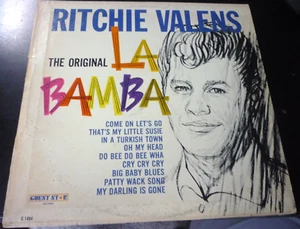 RITCHIE VALENS
THE ORIGINAL LA
BAMBA
COME ON LET'S GO
THAT'S MY LITTLE SUSIE
IN A TURKISH TOWN
OH MY HEAD
DO BEE DO BEE WHA
CRY CRY CRY
BIG BABY BLUES
PATTY WACK SONG
MY DARLING IS GONE
GUEST STAR